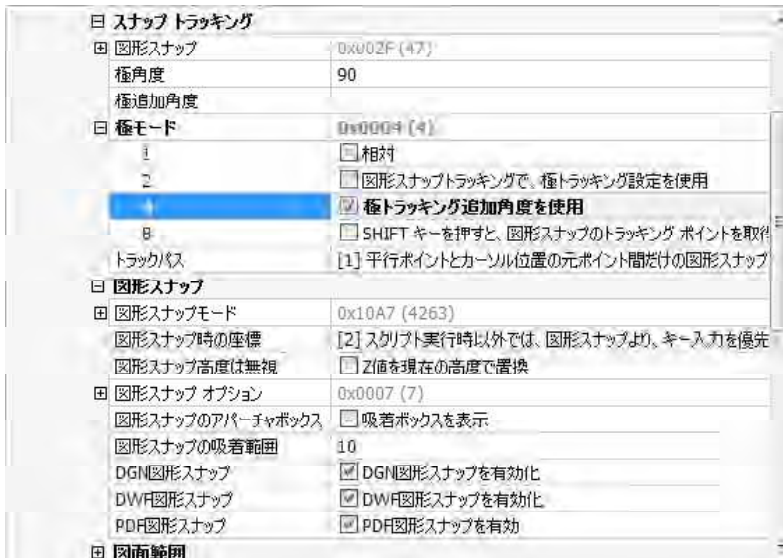 スナップ トラッキング
図形スナップ 0x002F (47)
極角度 90
極追加角度
極モード 0x0004 (4)
1 相対
2 図形スナップトラッキングで、極トラッキング設定を使用
4 極トラッキング追加角度を使用
8 SHIFT キーを押すと、図形スナップのトラッキング ポイントを取得
トラックパス [1] 平行ポイントとカーソル位置の元ポイント間だけの図形スナップ
図形スナップ
図形スナップモード 0x10A7 (4263)
図形スナップ時の座標 [2] スクリプト実行時以外では、図形スナップより、キー入力を優先
図形スナップ高度は無視 Z値を現在の高度で置換
図形スナップ オプション 0x0007 (7)
図形スナップのアパーチャボックス 吸着ボックスを表示
図形スナップの吸着範囲 10
DGN図形スナップ DGN図形スナップを有効化
DWF図形スナップ DWF図形スナップを有効化
PDF図形スナップ PDF図形スナップを有効
図面範囲